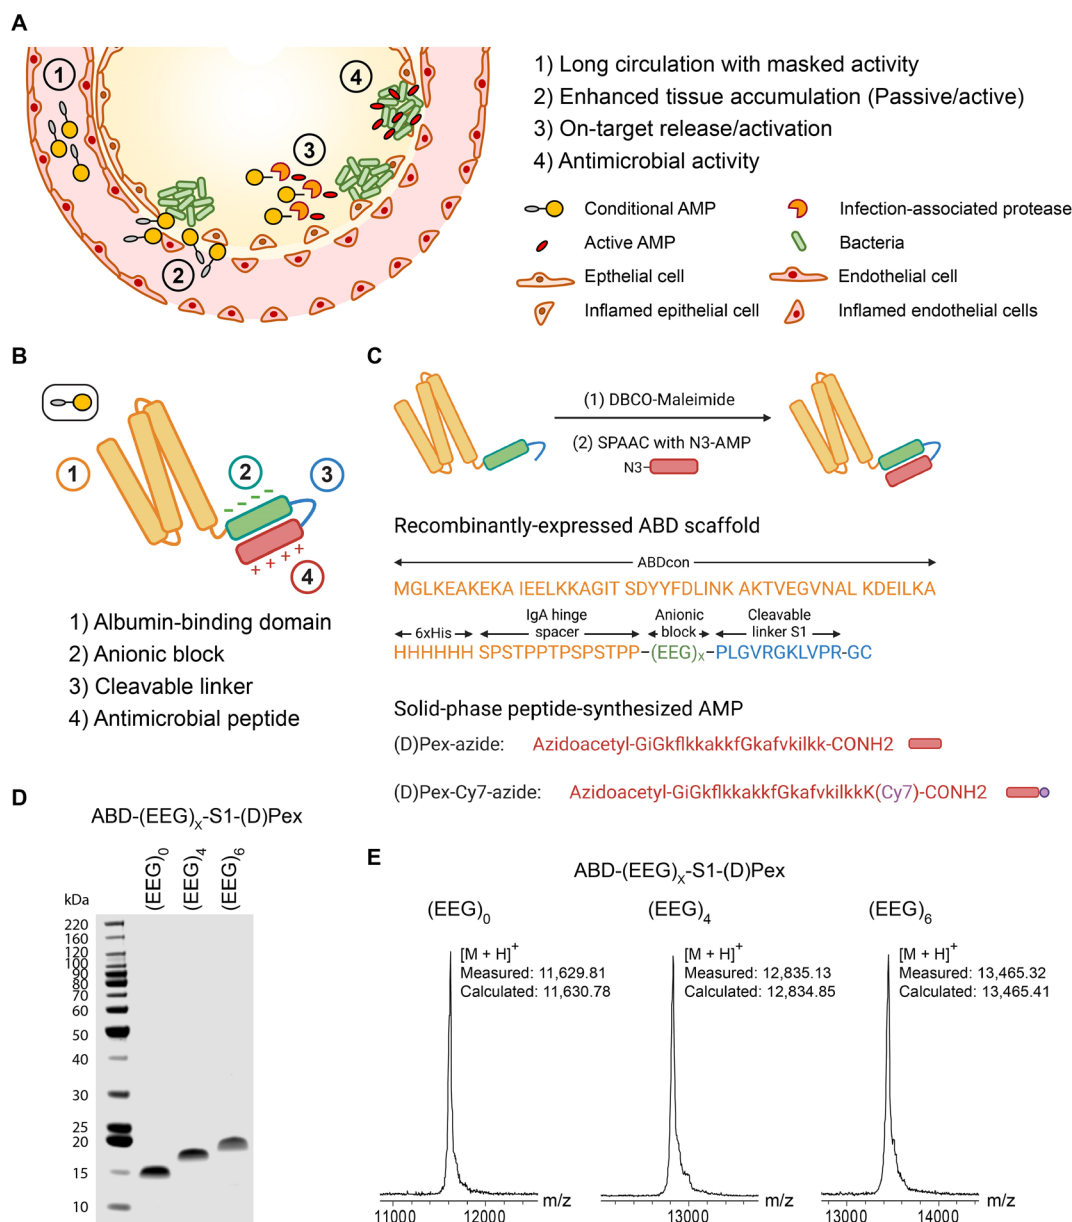 A
1
2
3
4
1) Long circulation with masked activity
2) Enhanced tissue accumulation (Passive/active)
3) On-target release/activation
4) Antimicrobial activity
Conditional AMP
Infection-associated protease
Active AMP
Bacteria
Epthelial cell
Endothelial cell
Inflamed epithelial cell
Inflamed endothelial cells
B
1
2
3
4
- - - -
+ + + +
1) Albumin-binding domain
2) Anionic block
3) Cleavable linker
4) Antimicrobial peptide
C
(1) DBCO-Maleimide
(2) SPAAC with N3-AMP
N3
Recombinantly-expressed ABD scaffold
ABDcon
MGLKEAKEKA IEELKKAGIT SDYYFDLINK AKTVEGVNAL KDEILKA
6xHis
IgA hinge
spacer
Anionic
block
Cleavable
linker S1
HHHHHH SPSTPPTPSPSTPP-(EEG)x-PLGVRGKLVPR-GC
Solid-phase peptide-synthesized AMP
(D)Pex-azide: Azidoacetyl-GiGkflkkakkfGkafvkilkk-CONH2
(D)Pex-Cy7-azide: Azidoacetyl-GiGkflkkakkfGkafvkilkkK(Cy7)-CONH2
D
ABD-(EEG)X-S1-(D)Pex
kDa
(EEG)0
(EEG)4
(EEG)6
220
160
120
100
90
80
70
60
50
40
30
25
20
15
10
E
ABD-(EEG)X-S1-(D)Pex
(EEG)0
[M + H]+
Measured: 11,629.81
Calculated: 11,630.78
11000 12000 m/z
(EEG)4
[M + H]+
Measured: 12,835.13
Calculated: 12,834.85
13000 m/z
(EEG)6
[M + H]+
Measured: 13,465.32
Calculated: 13,465.41
13000 14000 m/z